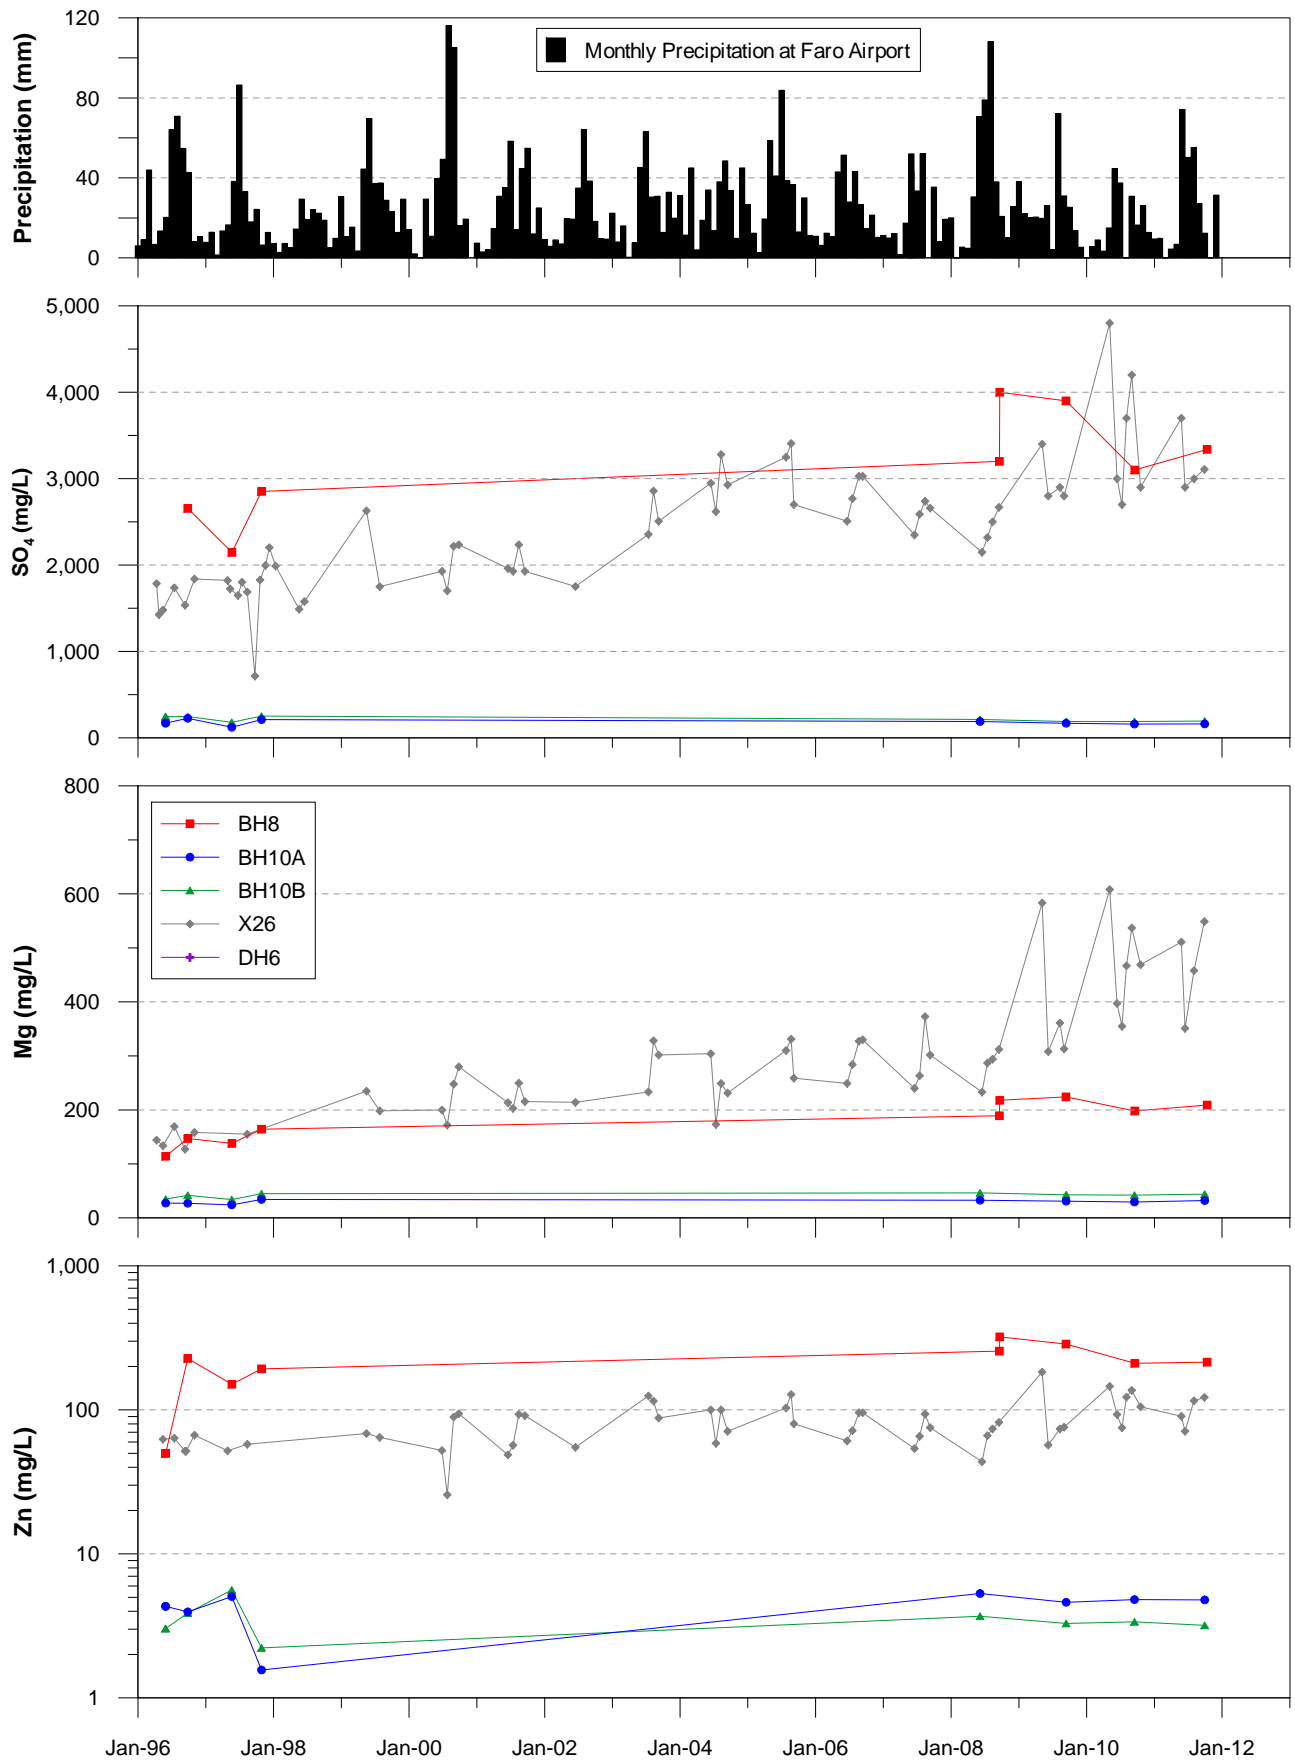 Precipitation (mm)
120
80
40
0
Monthly Precipitation at Faro Airport
SO4 (mg/L)
5,000
4,000
3,000
2,000
1,000
0
Mg (mg/L)
800
600
400
200
0
BH8
BH10A
BH10B
X26
DH6
Zn (mg/L)
1,000
100
10
1
Jan-96 Jan-98 Jan-00 Jan-02 Jan-04 Jan-06 Jan-08 Jan-10 Jan-12